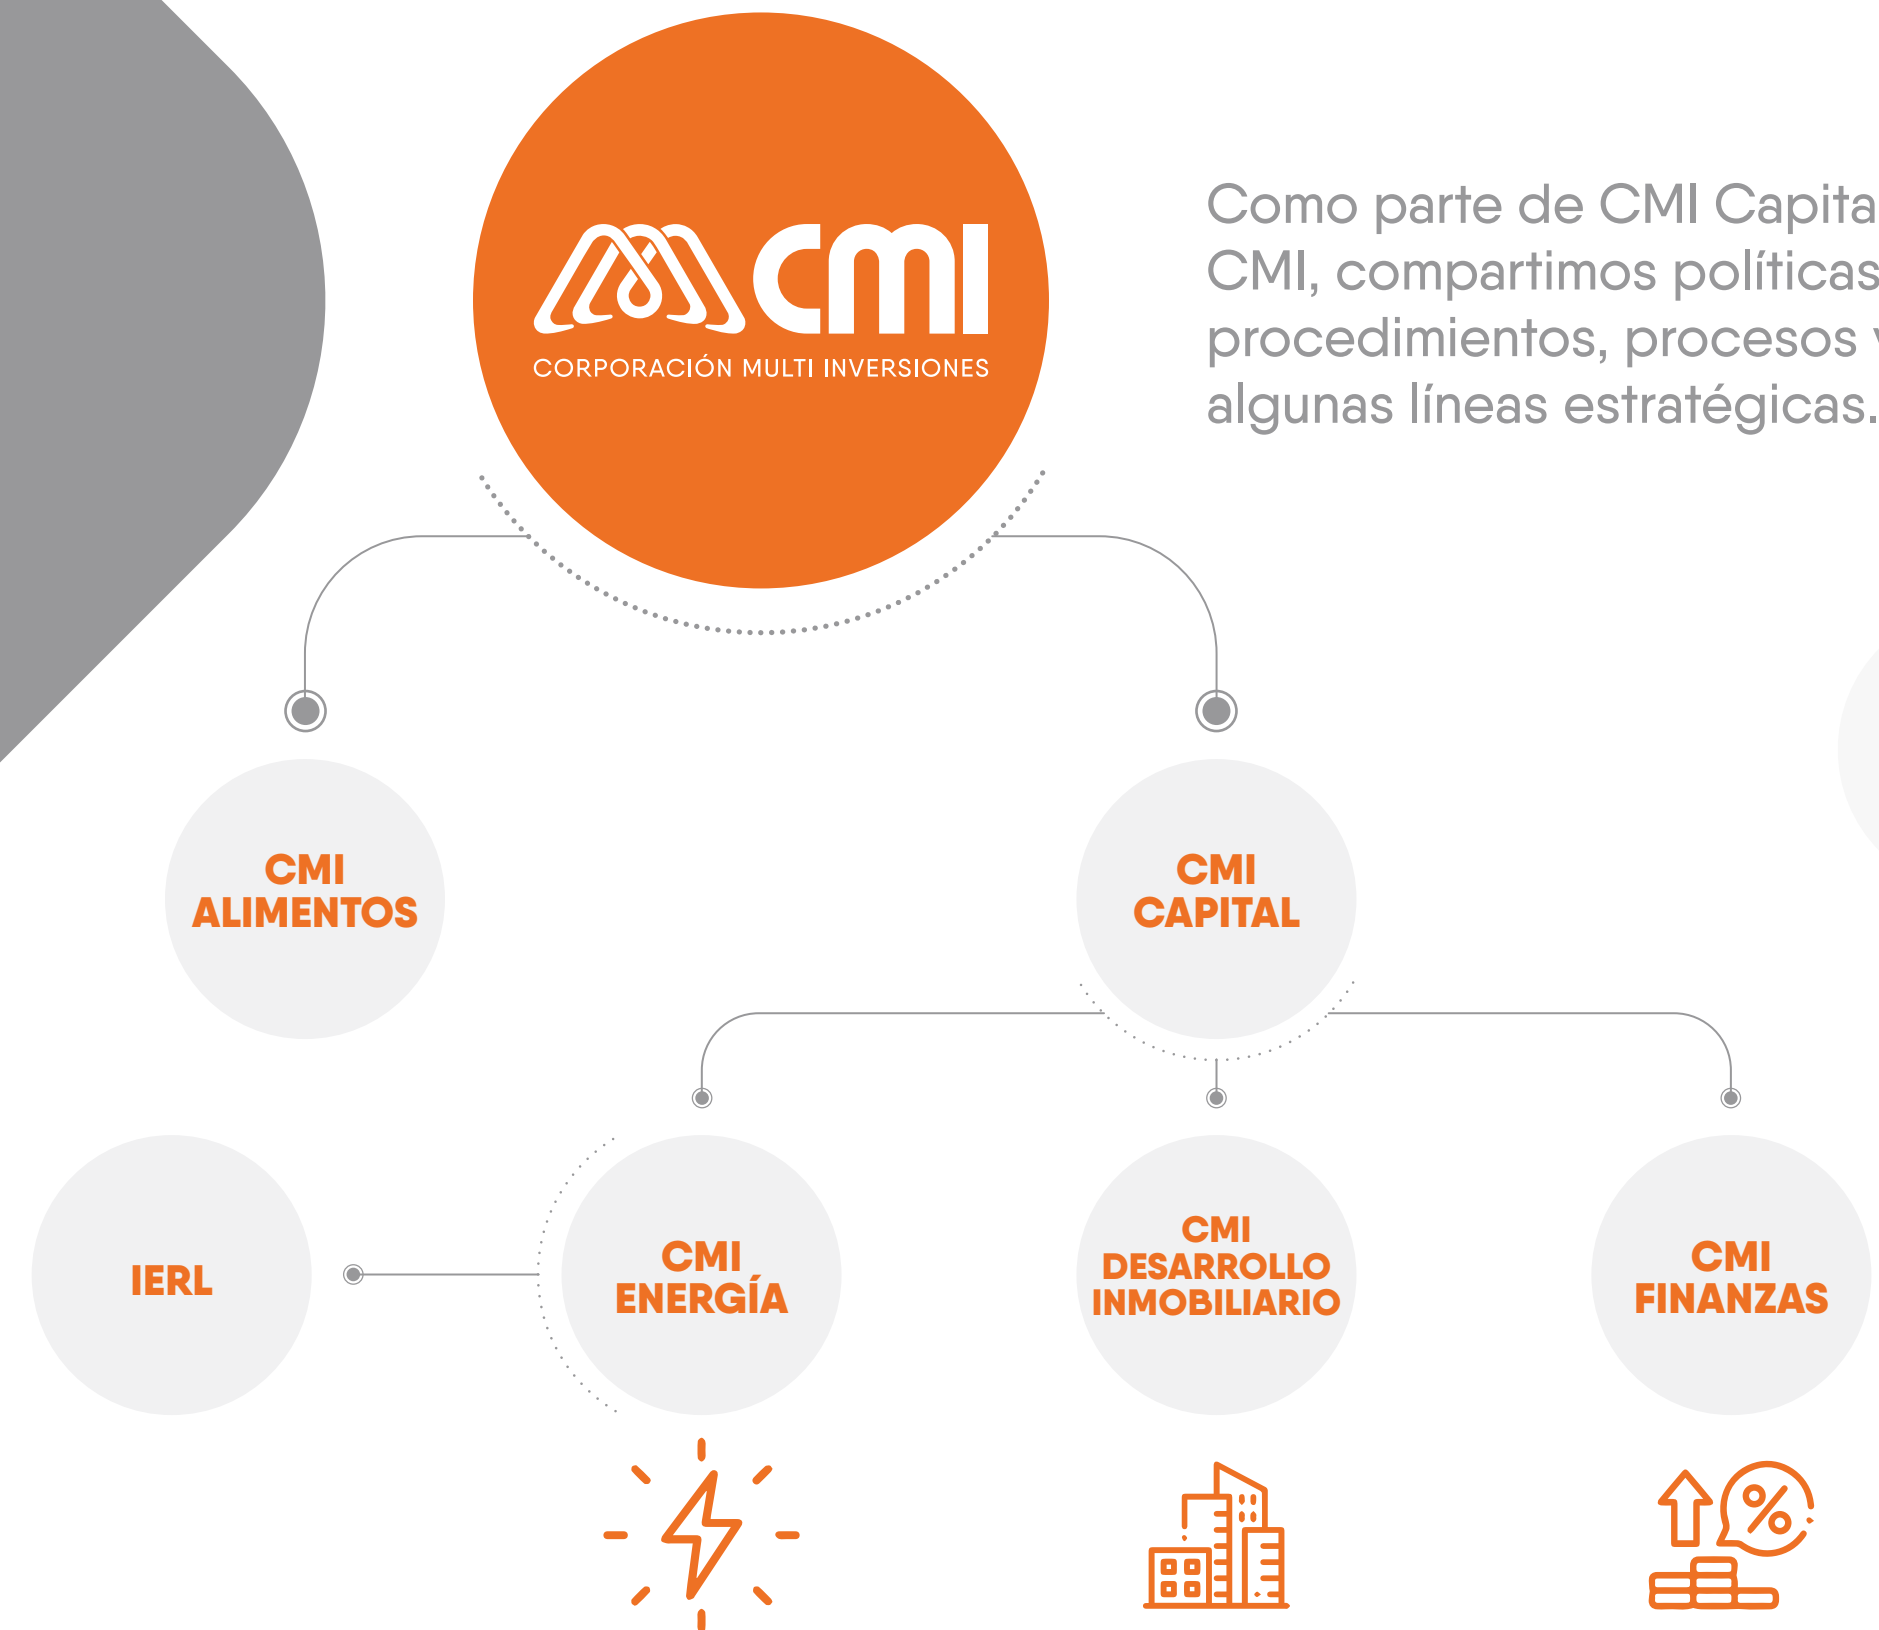 CMI
CORPORACIÓN MULTI INVERSIONES
Como parte de CMI Capita
CMI, compartimos políticas
procedimientos, procesos
algunas líneas estratégicas.
CMI
ALIMENTOS
CMI
CAPITAL
IERL
CMI
ENERGÍA
CMI
DESARROLLO
INMOBILIARIO
CMI
FINANZAS
%